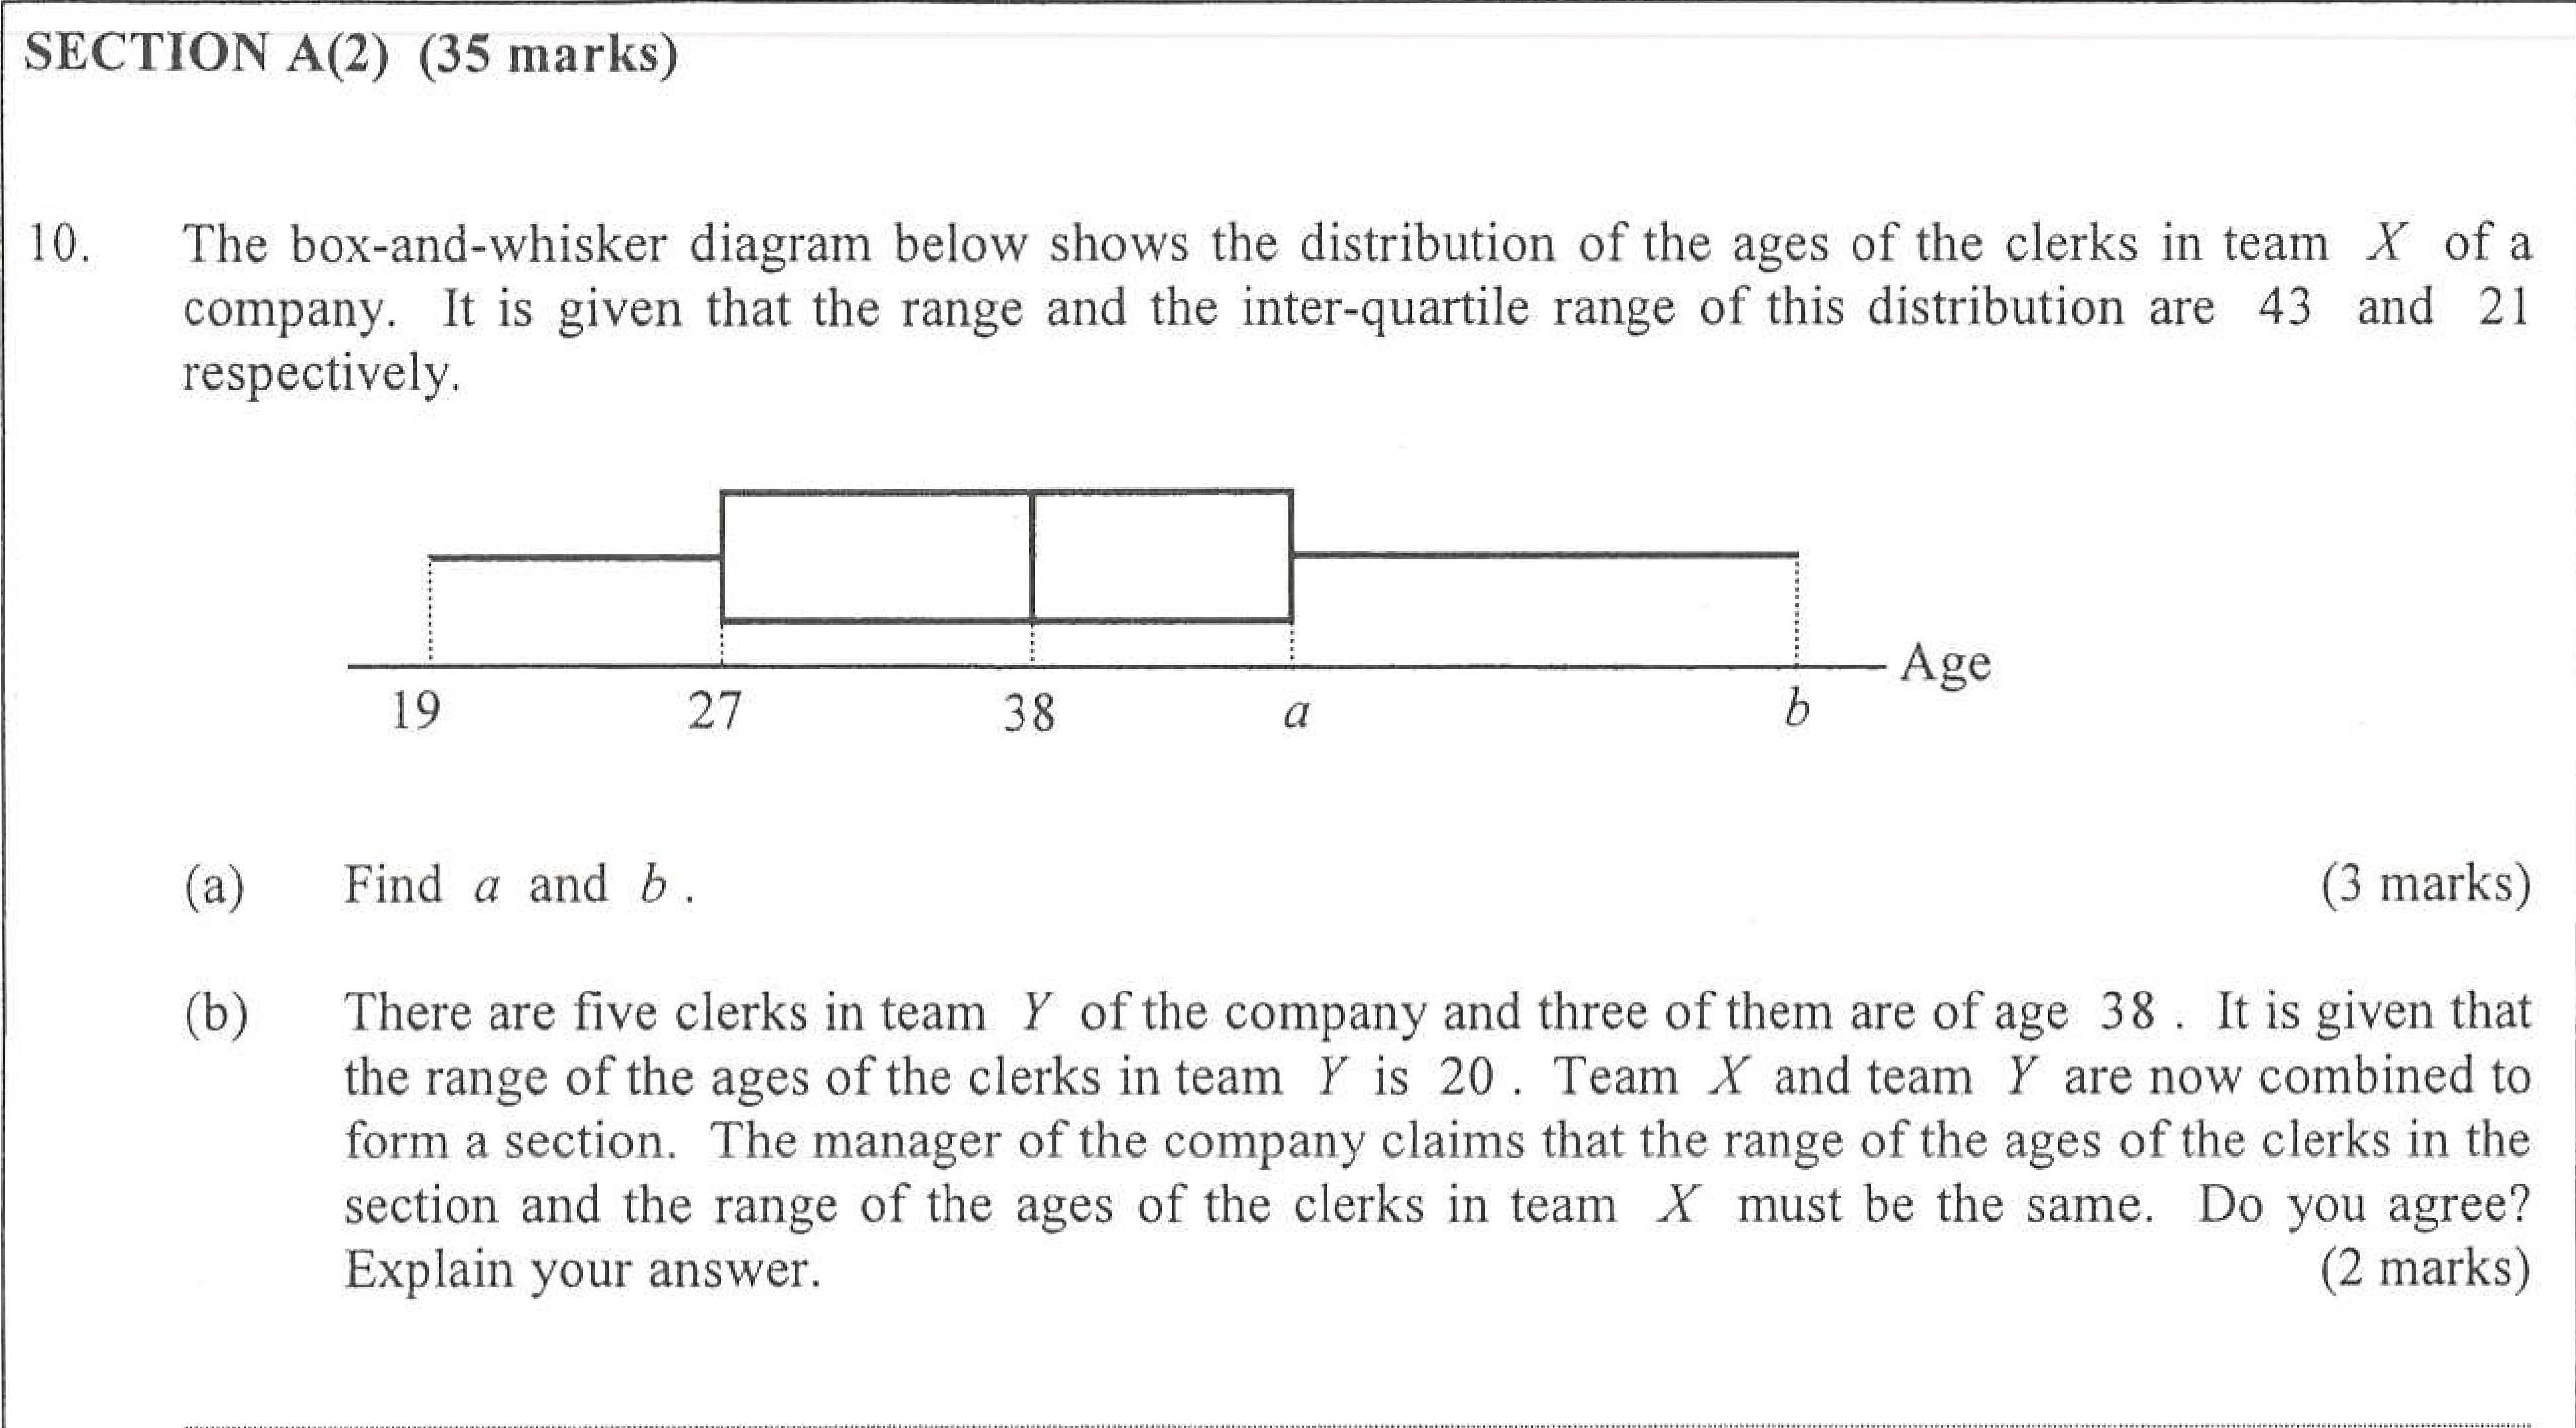 SECTION A(2) (35 marks)
10. The box-and-whisker diagram below shows the distribution of the ages of the clerks in team X of a
company. It is given that the range and the inter-quartile range of this distribution are 43 and 21
respectively.
Age
19 27 38 a b
(a) Find a and b . (3 marks)
(b) There are five clerks in team Y of the company and three of them are of age 38 . It is given that
the range of the ages of the clerks in team Y is 20 . Team X and team Y are now combined to
form a section. The manager of the company claims that the range of the ages of the clerks in the
section and the range of the ages of the clerks in team X must be the same. Do you agree?
Explain your answer. (2 marks)